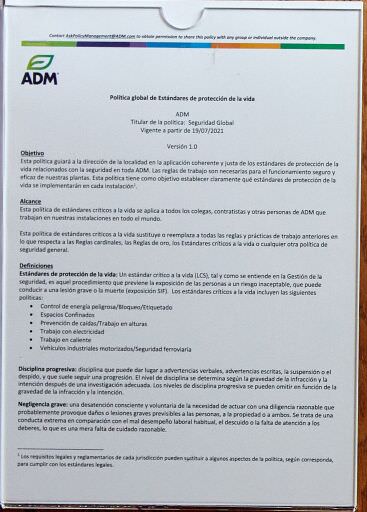 Contact AskPolicyManagement@ADM.com to obtain permission to share this policy with any group or individual outside the company.
ADM
Política global de Estándares de protección de la vida
ADM
Titular de la política: Seguridad Global
Vigente a partir de 19/07/2021
Versión 1.0
Objetivo
Esta política guiará a la dirección de la localidad en la aplicación coherente y justa de los estándares de protección de la
vida relacionados con la seguridad en toda ADM. Las reglas de trabajo son necesarias para el funcionamiento seguro y
eficaz de nuestras plantas. Esta política tiene como objetivo establecer claramente qué estándares de protección de la
vida se implementarán en cada instalación¹.
Alcance
Esta política de estándares críticos a la vida se aplica a todos los colegas, contratistas y otras personas de ADM que
trabajan en nuestras instalaciones en todo el mundo.
Esta política de estándares críticos a la vida sustituye o reemplaza a todas las reglas y prácticas de trabajo anteriores en
lo que respecta a las Reglas cardinales, las Reglas de oro, los Estándares críticos a la vida o cualquier otra política de
seguridad general.
Definiciones
Estándares de protección de la vida: Un estándar crítico a la vida (LCS), tal y como se entiende en la Gestión de la
seguridad, es aquel procedimiento que previene la exposición de las personas a un riesgo inaceptable, que puede
conducir a una lesión grave o la muerte (exposición SIF). Los estándares críticos a la vida incluyen las siguientes
políticas:
• Control de energía peligrosa/Bloqueo/Etiquetado
• Espacios Confinados
• Prevención de caídas/Trabajo en alturas
• Trabajo con electricidad
• Trabajo en caliente
• Vehículos industriales motorizados/Seguridad ferroviaria
Disciplina progresiva: disciplina que puede dar lugar a advertencias verbales, advertencias escritas, la suspensión o el
despido, y que suele seguir una progresión. El nivel de disciplina se determina según la gravedad de la infracción y la
intención después de una investigación adecuada. Los niveles de disciplina progresiva se pueden omitir en función de la
gravedad de la infracción y la intención.
Negligencia grave: una desatención consciente y voluntaria de la necesidad de actuar con una diligencia razonable que
probablemente provoque daños o lesiones graves previsibles a las personas, a la propiedad o a ambos. Se trata de una
conducta extrema en comparación con el mal desempeño laboral habitual, el descuido o la falta de atención a los
deberes, lo que es una mera falta de cuidado razonable.
¹ Los requisitos legales y reglamentarios de cada jurisdicción pueden sustituir a algunos aspectos de la política, según corresponda,
para cumplir con los estándares legales.